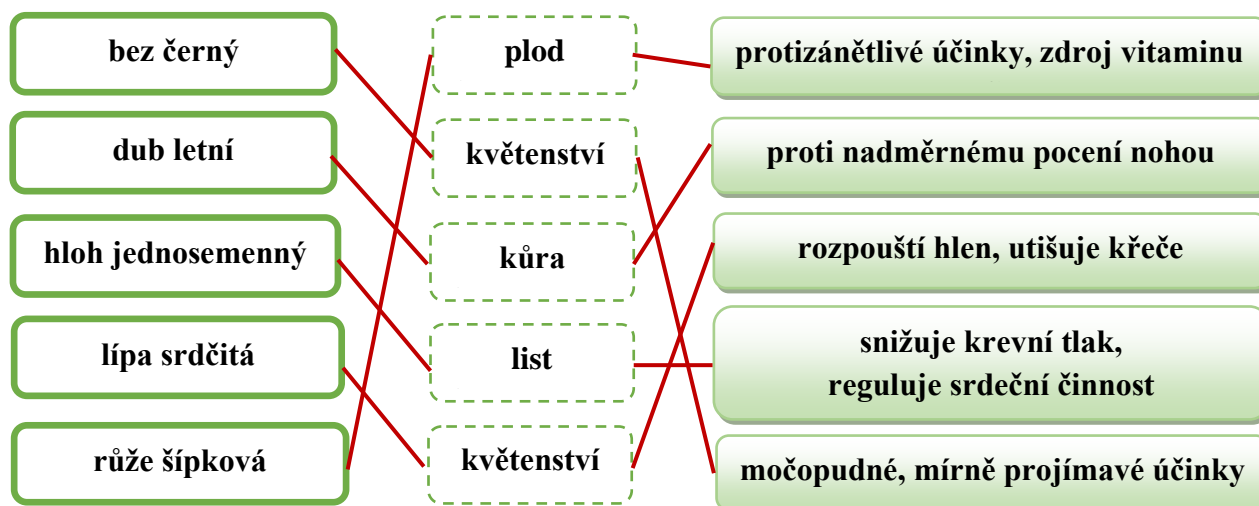 bez černý
plod
protizánětlivé účinky, zdroj vitaminu
dub letní
květenství
proti nadměrnému pocení nohou
hloh jednosemenný
kůra
rozpouští hlen, utišuje křeče
lípa srdčitá
list
snižuje krevní tlak,
reguluje srdeční činnost
růže šípková
květenství
močopudné, mírně projímavé účinky